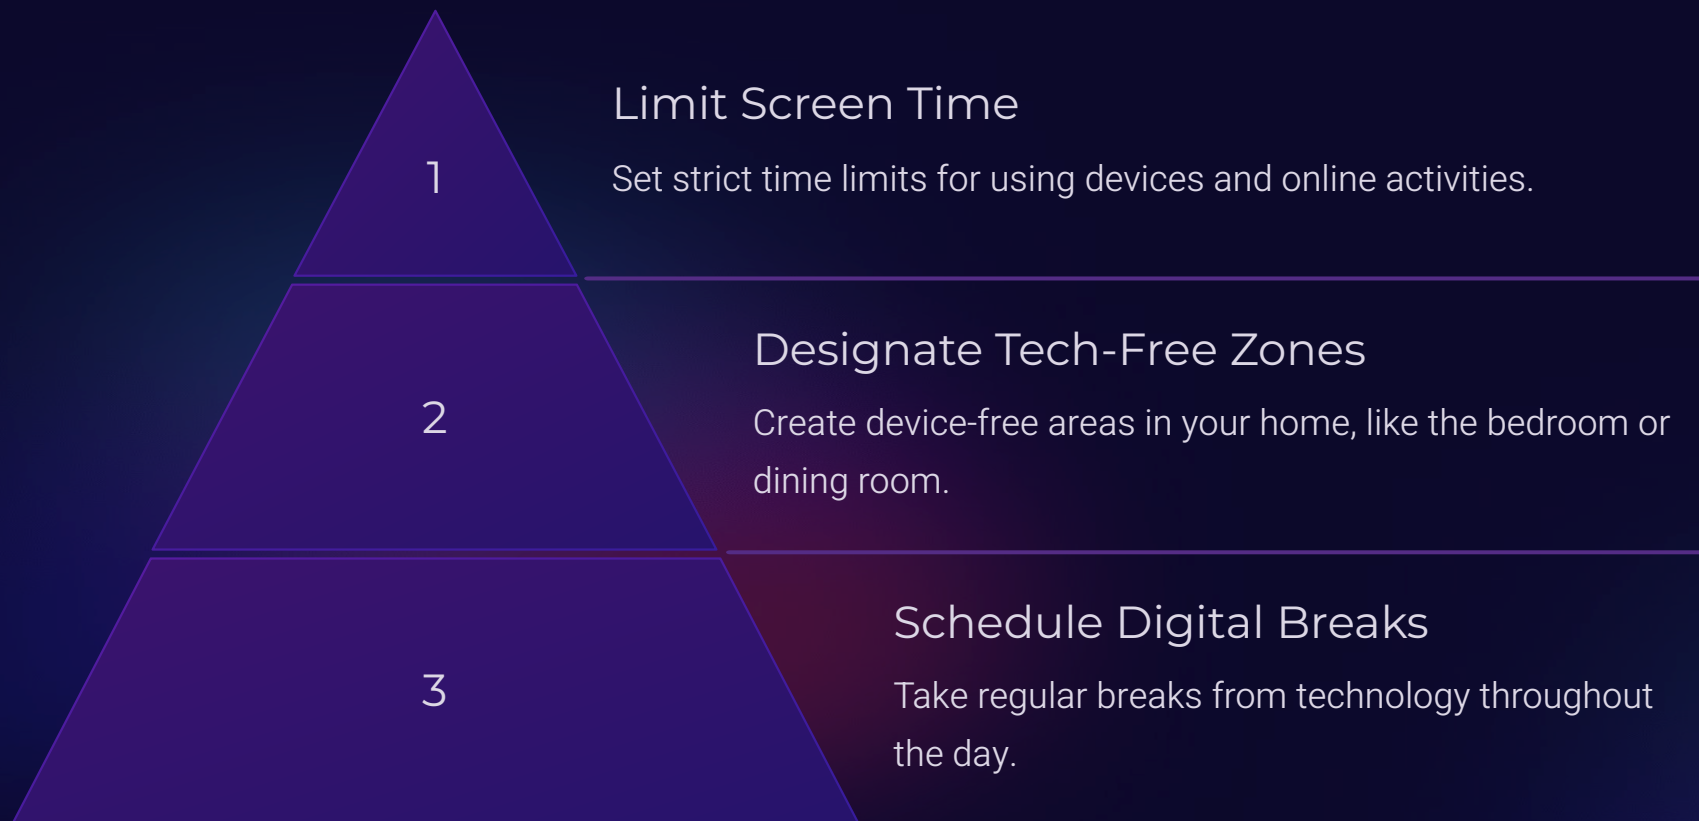 1
Limit Screen Time
Set strict time limits for using devices and online activities.
2
Designate Tech-Free Zones
Create device-free areas in your home, like the bedroom or
dining room.
3
Schedule Digital Breaks
Take regular breaks from technology throughout
the day.